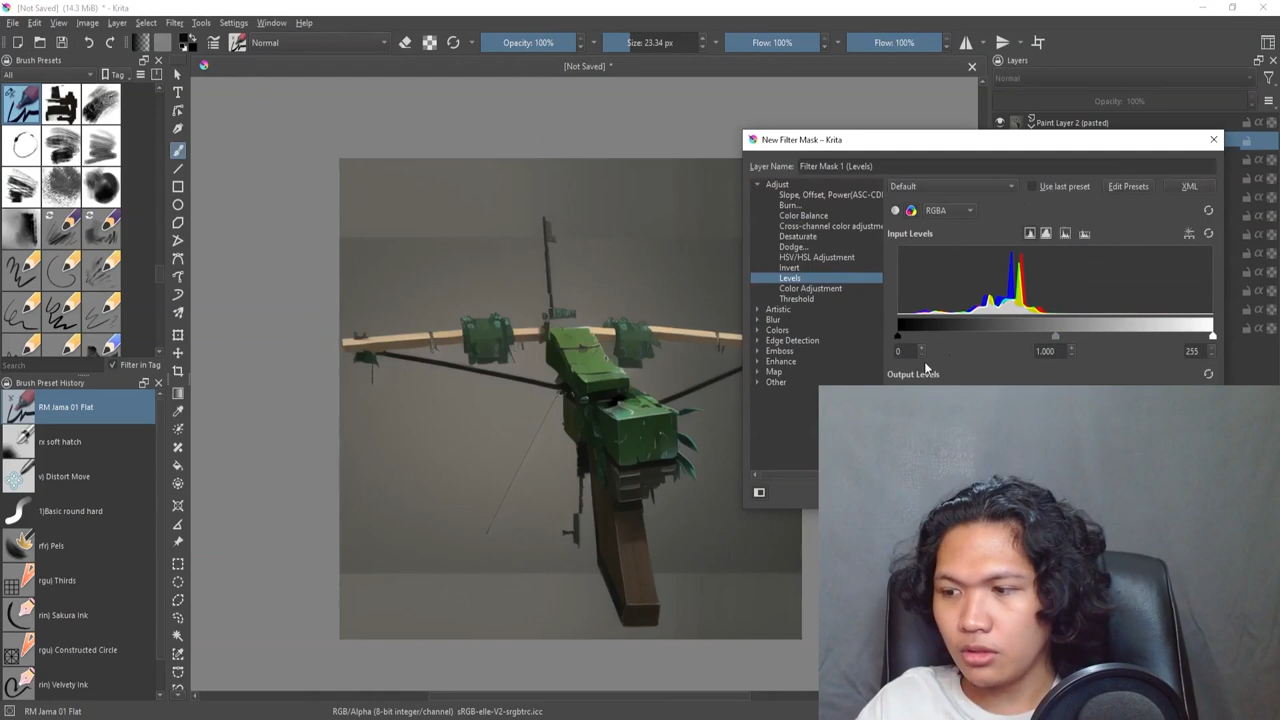 [Not Saved] (14.3 MiB) * - Krita
File Edit View Image Layer Select Filter Tools Settings Window Help
Normal
Opacity: 100%
Size: 23.34 px
Flow: 100%
Flow: 100%
Brush Presets
All
Tag
Search
Filter in Tag
Brush Preset History
RM Jama 01 Flat
rx soft hatch
v) Distort Move
1)Basic round hard
rfr) Pels
rgu) Thirds
rin) Sakura Ink
rgu) Constructed Circle
rin) Velvety Ink
RM Jama 01 Flat
[Not Saved] *
RGB/Alpha (8-bit integer/channel) sRGB-elle-V2-srgbtrc.icc
Layers
Normal
Opacity: 100%
Paint Layer 2 (pasted)
New Filter Mask – Krita
Layer Name: Filter Mask 1 (Levels)
Adjust
Slope, Offset, Power(ASC-CDL
Burn...
Color Balance
Cross-channel color adjustme
Desaturate
Dodge...
HSV/HSL Adjustment
Invert
Levels
Color Adjustment
Threshold
Artistic
Blur
Colors
Edge Detection
Emboss
Enhance
Map
Other
Default
Use last preset
Edit Presets
XML
RGBA
Input Levels
0
1.000
255
Output Levels